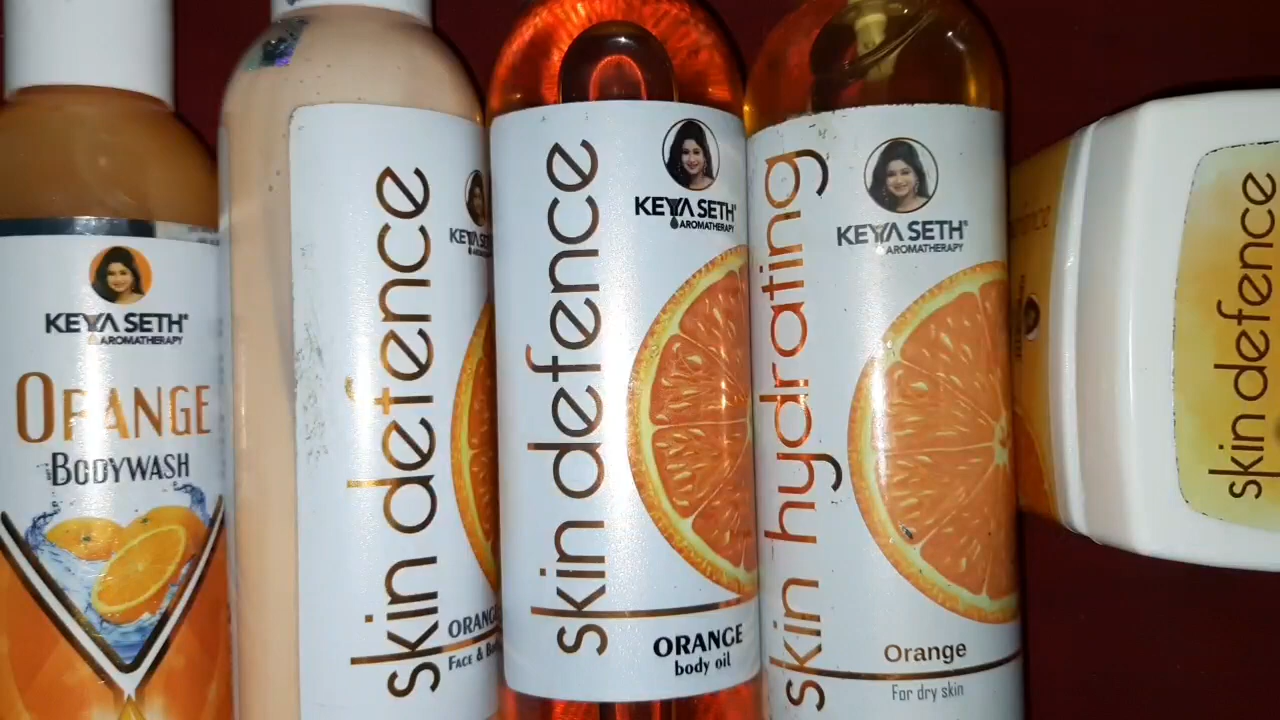 KEYA SETH®
AROMATHERAPY
ORANGE
BODYWASH
skin defence
KEYA SETH
AROMATHERAPY
ORANGE
FACE &
skin defence
KEYA SETH®
AROMATHERAPY
ORANGE
body oil
skin hydrating
KEYA SETH®
AROMATHERAPY
Orange
For dry skin
skin defence